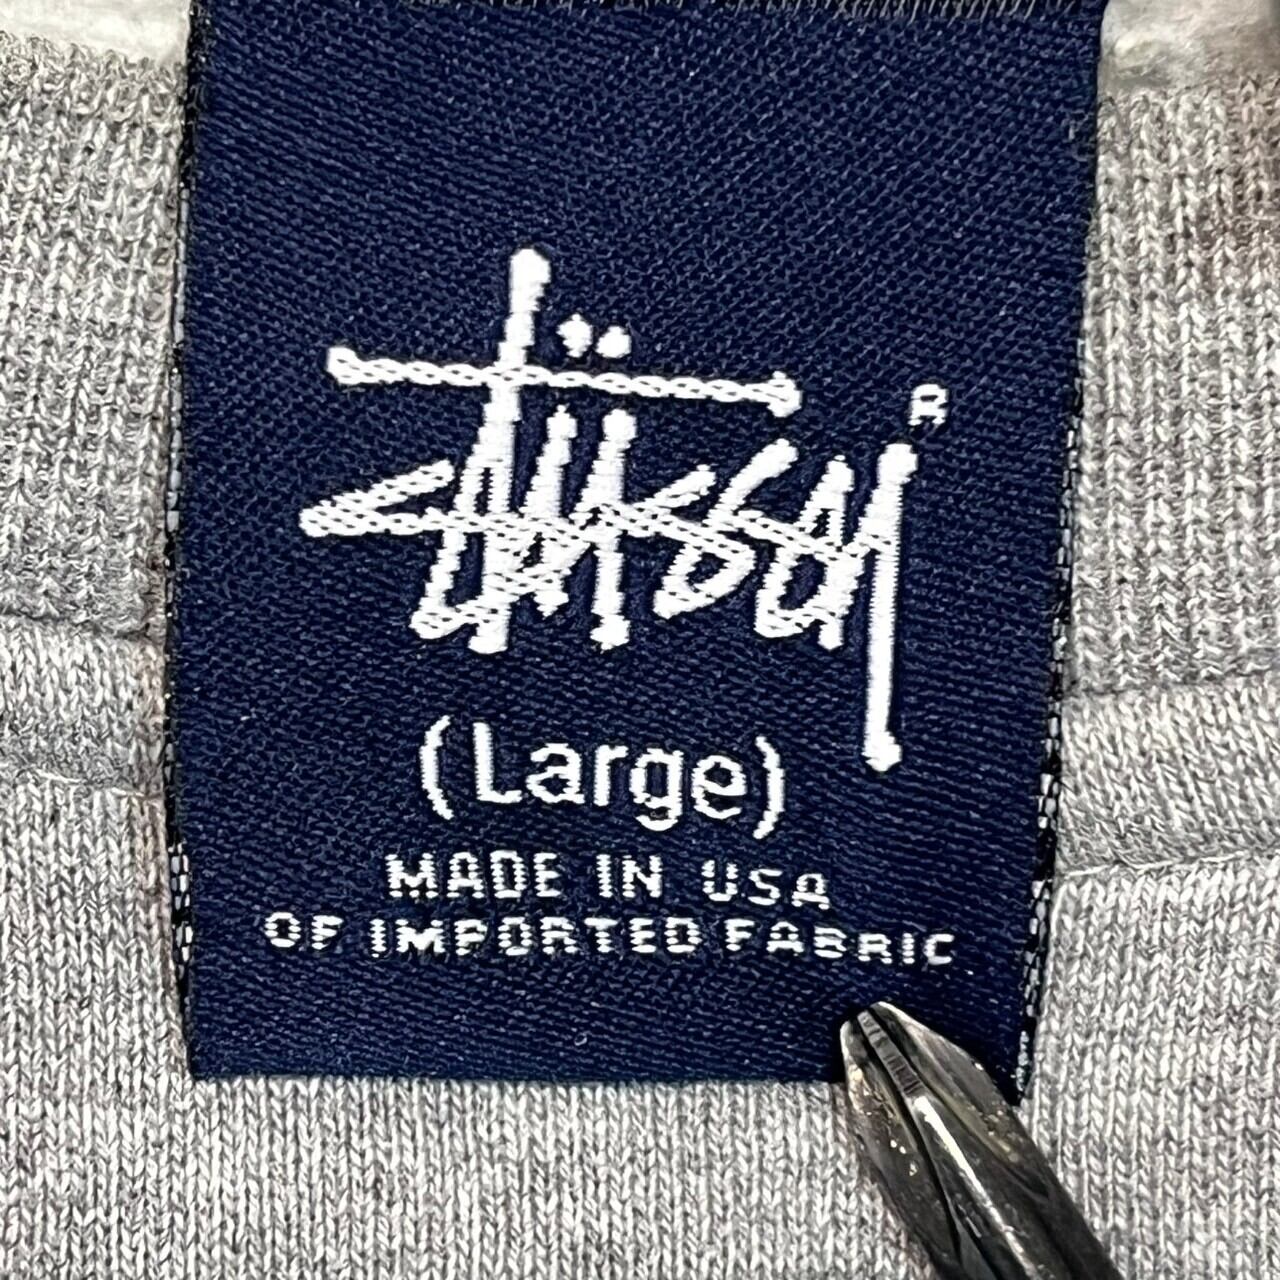 Stüssy ®
(Large)
MADE IN USA
OF IMPORTED FABRIC